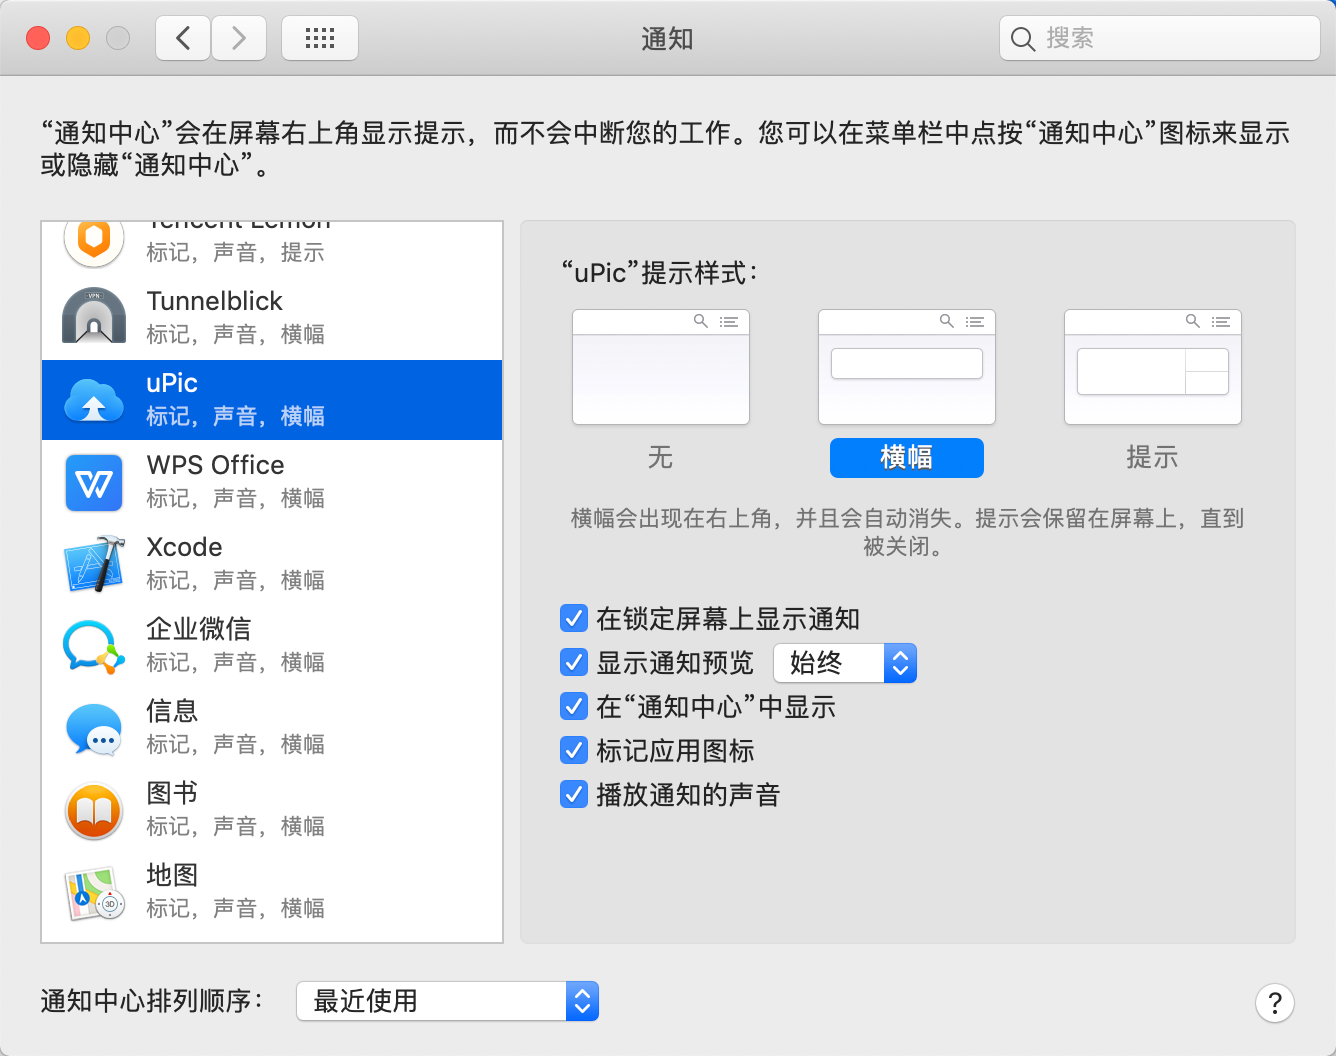 通知
搜索
“通知中心”会在屏幕右上角显示提示，而不会中断您的工作。您可以在菜单栏中点按“通知中心”图标来显示
或隐藏“通知中心”。
Tencent Lemon
标记，声音，提示
Tunnelblick
标记，声音，横幅
uPic
标记，声音，横幅
WPS Office
标记，声音，横幅
Xcode
标记，声音，横幅
企业微信
标记，声音，横幅
信息
标记，声音，横幅
图书
标记，声音，横幅
地图
标记，声音，横幅
VPN
3D
“uPic”提示样式：
无
横幅
提示
横幅会出现在右上角，并且会自动消失。提示会保留在屏幕上，直到
被关闭。
在锁定屏幕上显示通知
显示通知预览 始终
在“通知中心”中显示
标记应用图标
播放通知的声音
通知中心排列顺序： 最近使用
?